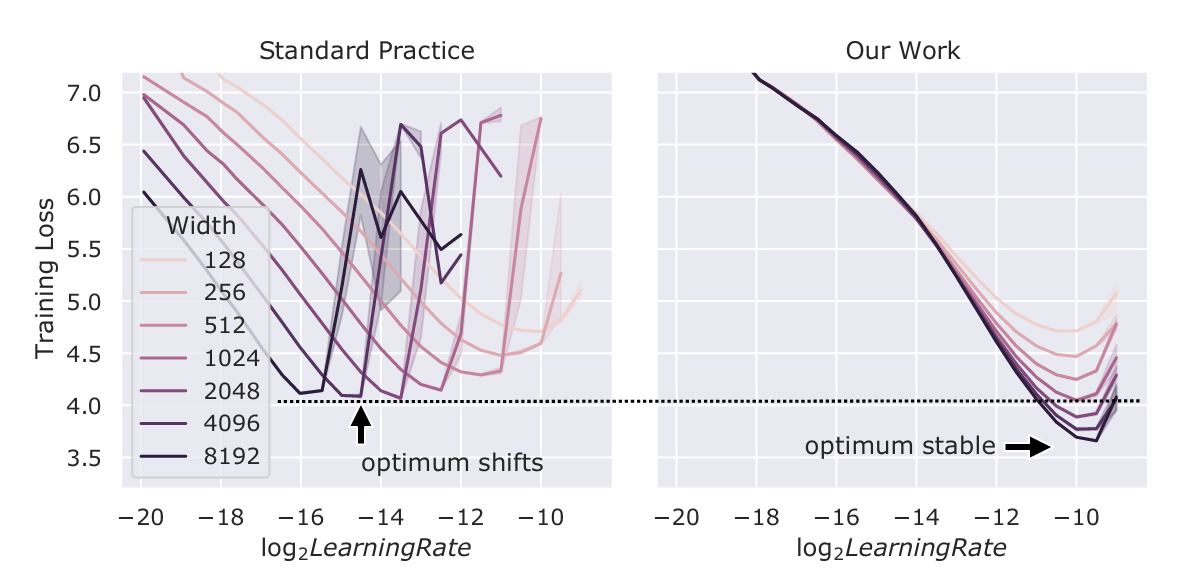 Standard Practice
Our Work
Training Loss
7.0
6.5
6.0
5.5
5.0
4.5
4.0
3.5
Width
128
256
512
1024
2048
4096
8192
optimum shifts
optimum stable
−20 −18 −16 −14 −12 −10
−20 −18 −16 −14 −12 −10
log₂LearningRate
log₂LearningRate